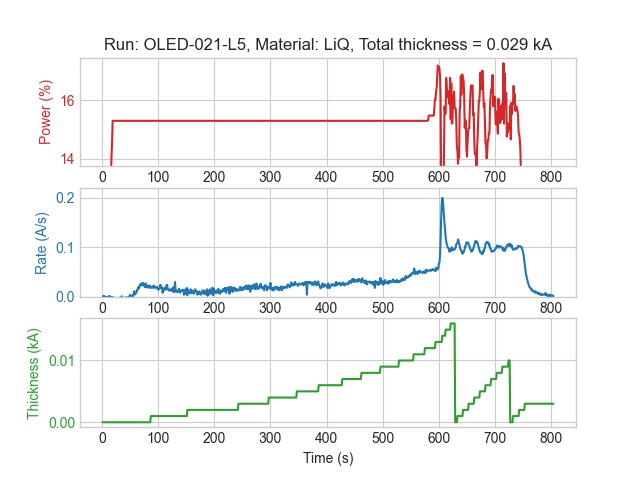 Run: OLED-021-L5, Material: LiQ, Total thickness = 0.029 kA
Power (%)
16
14
0 100 200 300 400 500 600 700 800
Rate (A/s)
0.2
0.1
0.0
0 100 200 300 400 500 600 700 800
Thickness (kA)
0.01
0.00
0 100 200 300 400 500 600 700 800
Time (s)